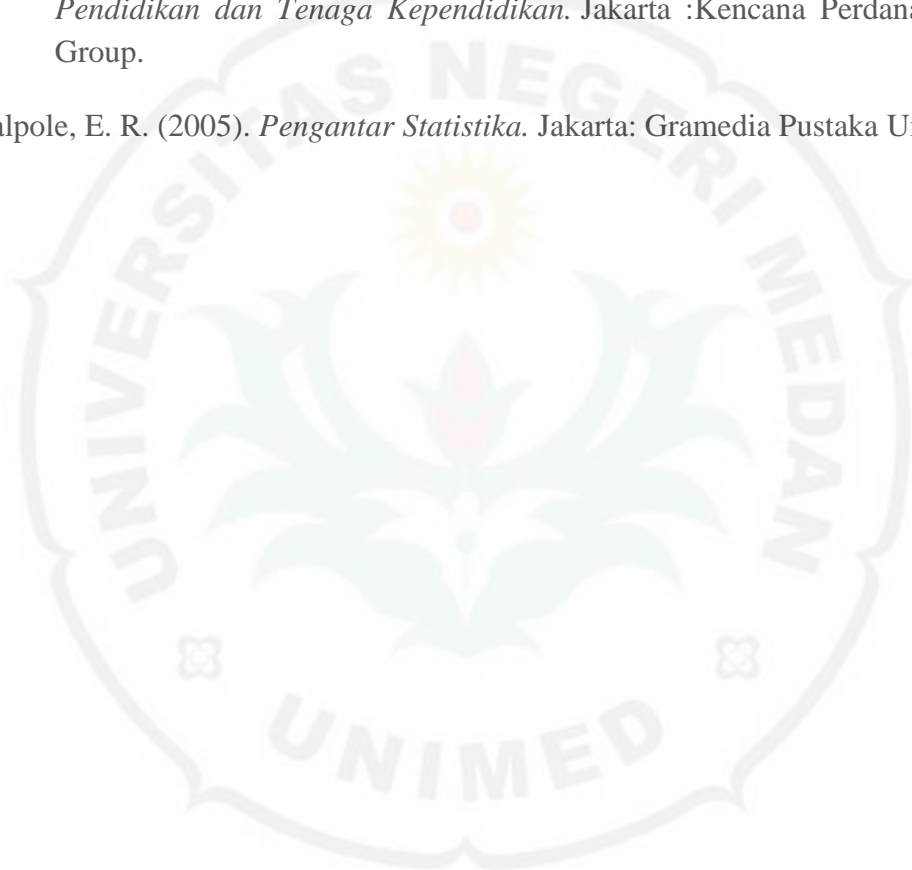 Pendidikan dan Tenaga Kependidikan. Jakarta :Kencana Perdana
Group.
alpole, E. R. (2005). Pengantar Statistika. Jakarta: Gramedia Pustaka
UNIVERSITAS NEGERI MEDAN
UNIMED